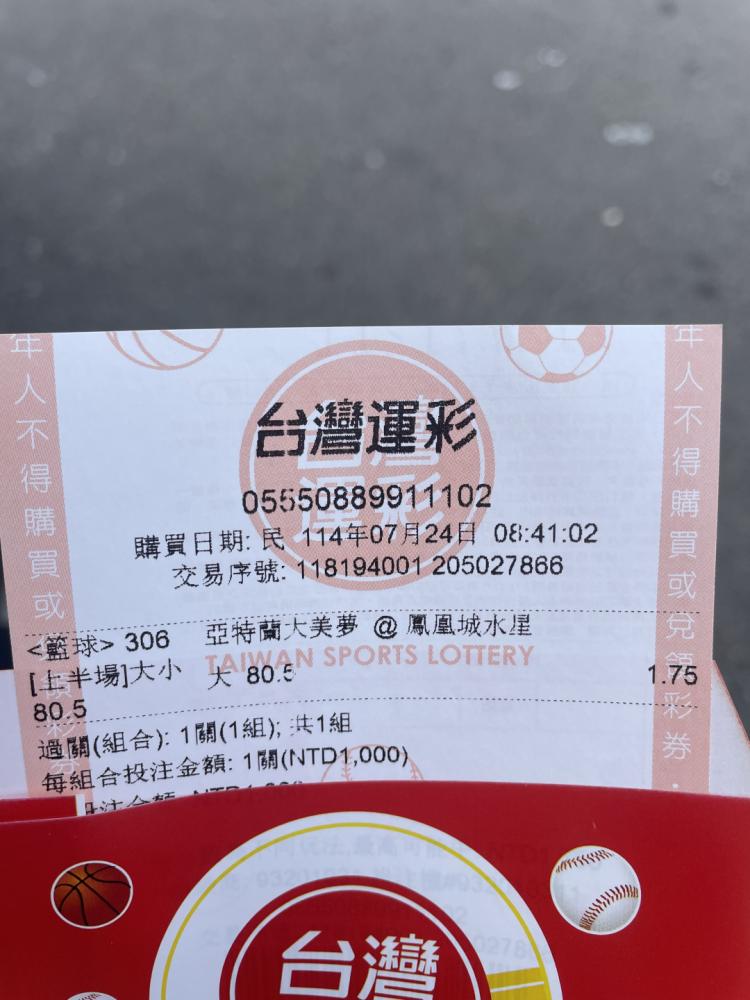 台灣運彩
05550889911102
購買日期: 民 114年07月24日 08:41:02
交易序號: 118194001 205027866
<籃球> 306 亞特蘭大美夢 @ 鳳凰城水星
TAIWAN SPORTS LOTTERY
[上半場]大小 大 80.5 1.75
80.5
過關(組合): 1關(1組); 共1組
每組合投注金額: 1關(NTD1,000)
年人不得購買或
年人不得購買或兌領彩券
台灣